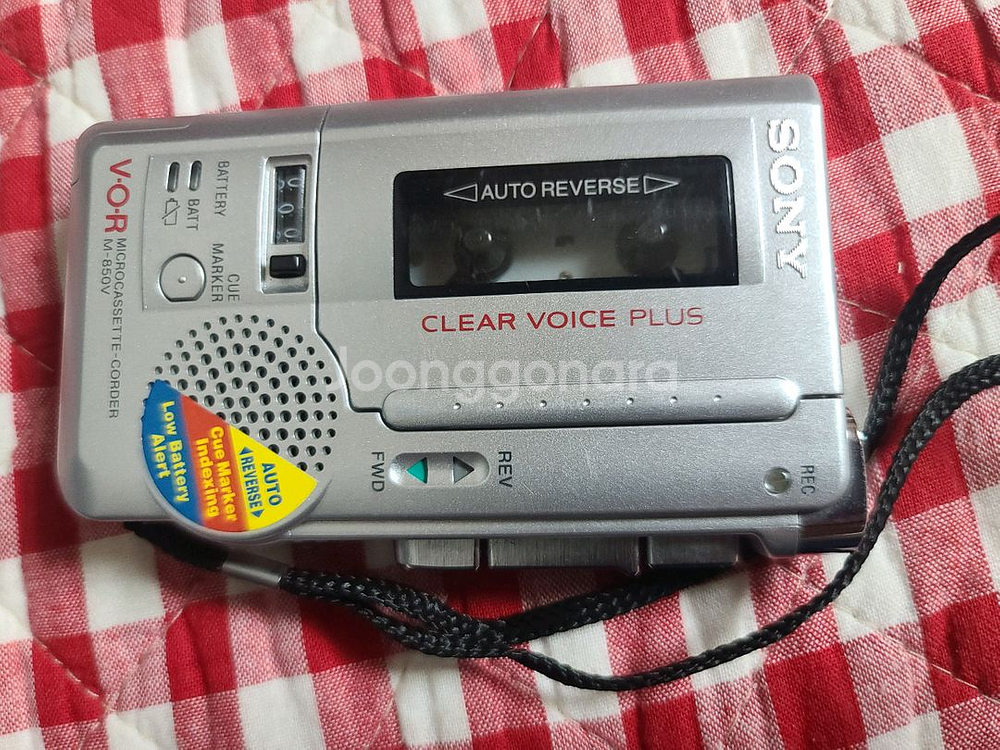 SONY
◁AUTO REVERSE▷
CLEAR VOICE PLUS
V·O·R
MICROCASSETTE-CORDER
M-850V
BATTERY
BATT
CUE
MARKER
AUTO
◀REVERSE▶
Cue Marker
Indexing
Low Battery
Alert
FWD
REV
REC
joonggonara